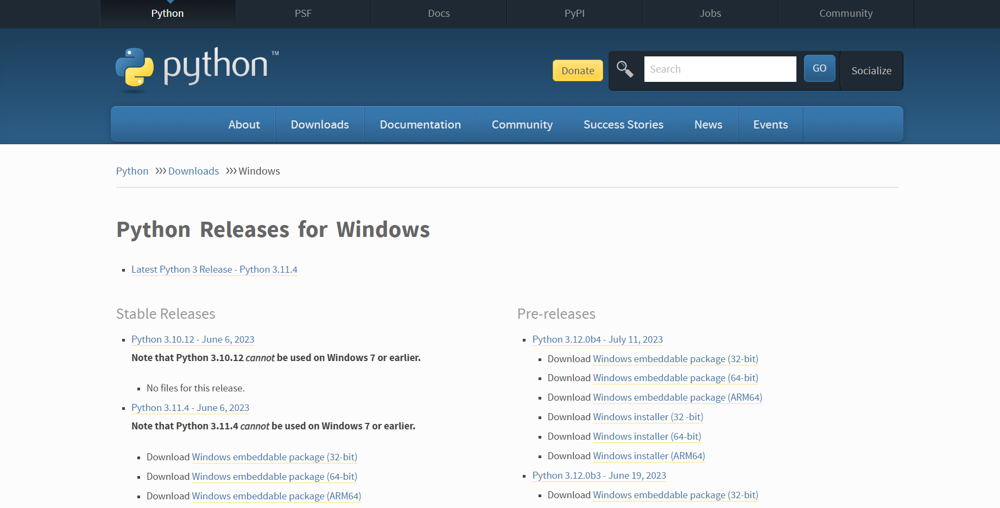 Python PSF Docs PyPI Jobs Community
python™
Donate Search GO Socialize
About Downloads Documentation Community Success Stories News Events
Python >>> Downloads >>> Windows
Python Releases for Windows
Latest Python 3 Release - Python 3.11.4
Stable Releases
Python 3.10.12 - June 6, 2023
Note that Python 3.10.12 cannot be used on Windows 7 or earlier.
No files for this release.
Python 3.11.4 - June 6, 2023
Note that Python 3.11.4 cannot be used on Windows 7 or earlier.
Download Windows embeddable package (32-bit)
Download Windows embeddable package (64-bit)
Download Windows embeddable package (ARM64)
Pre-releases
Python 3.12.0b4 - July 11, 2023
Download Windows embeddable package (32-bit)
Download Windows embeddable package (64-bit)
Download Windows embeddable package (ARM64)
Download Windows installer (32 -bit)
Download Windows installer (64-bit)
Download Windows installer (ARM64)
Python 3.12.0b3 - June 19, 2023
Download Windows embeddable package (32-bit)